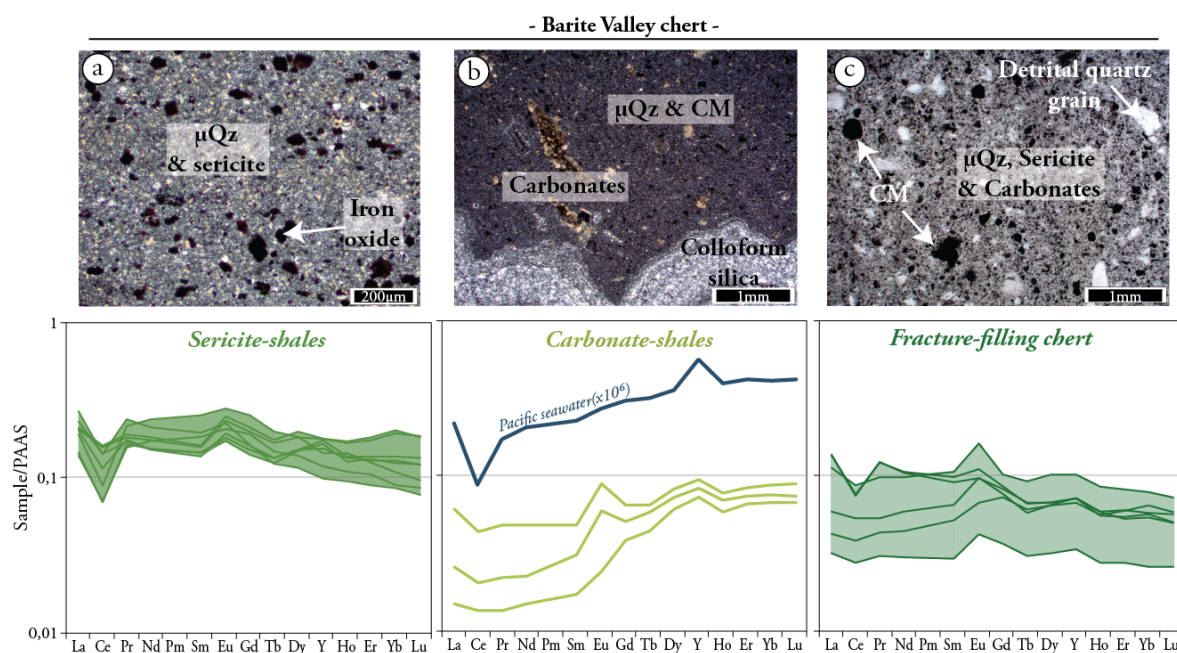 - Barite Valley chert -
a
µQz
& sericite
Iron
oxide
200µm
b
µQz & CM
Carbonates
Colloform
silica
1mm
c
Detrital quartz
grain
µQz, Sericite
& Carbonates
CM
1mm
Sample/PAAS
1
0,1
0,01
Sericite-shales
La Ce Pr Nd Pm Sm Eu Gd Tb Dy Y Ho Er Yb Lu
Carbonate-shales
Pacific seawater(x10⁶)
La Ce Pr Nd Pm Sm Eu Gd Tb Dy Y Ho Er Yb Lu
Fracture-filling chert
La Ce Pr Nd Pm Sm Eu Gd Tb Dy Y Ho Er Yb Lu